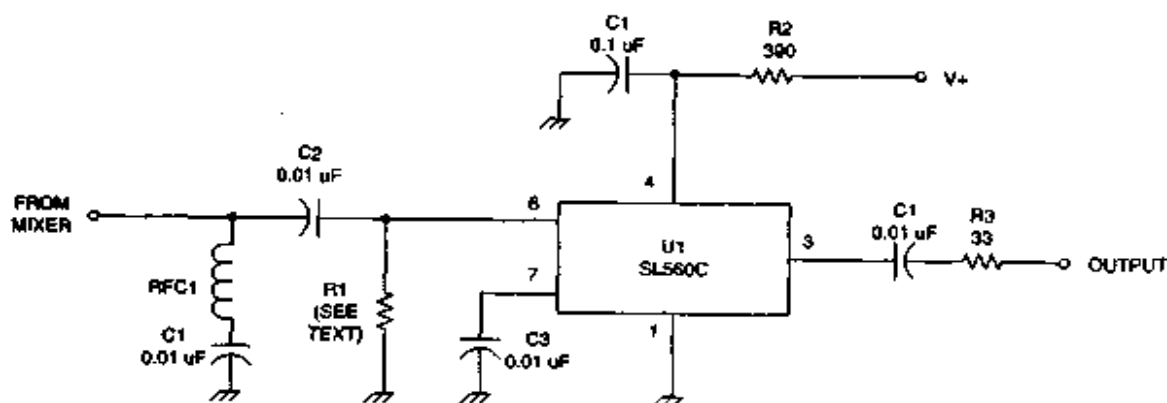 C1
0.1 uF
R2
390
V+
C2
0.01 uF
4
FROM
MIXER
6
C1
0.01 uF
R3
33
U1
SL560C
3
OUTPUT
RFC1
7
R1
(SEE
TEXT)
C1
0.01 uF
C3
0.01 uF
1